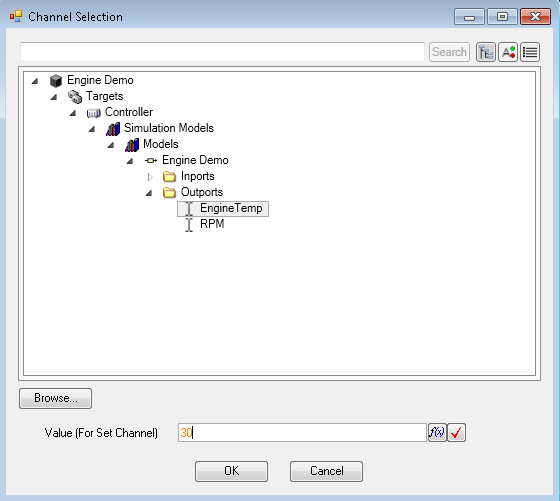 Channel Selection
Search
Engine Demo
Targets
Controller
Simulation Models
Models
Engine Demo
Inports
Outports
EngineTemp
RPM
Browse...
Value (For Set Channel) 30 f(x)
OK Cancel